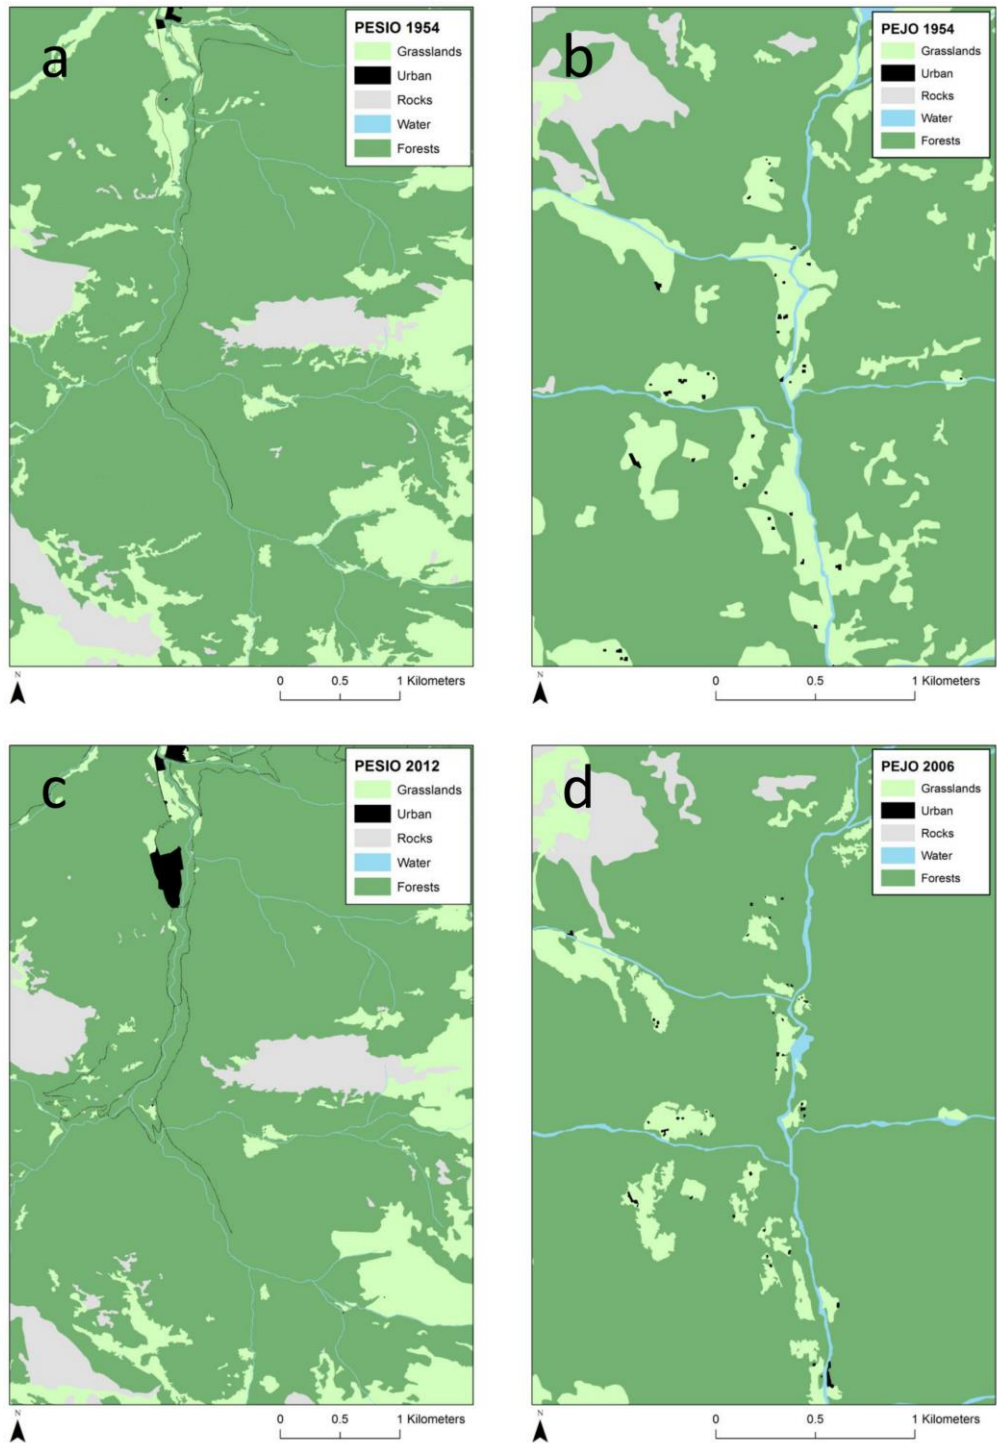 a
PESIO 1954
Grasslands
Urban
Rocks
Water
Forests
N
0 0.5 1 Kilometers
b
PEJO 1954
Grasslands
Urban
Rocks
Water
Forests
N
0 0.5 1 Kilometers
c
PESIO 2012
Grasslands
Urban
Rocks
Water
Forests
N
0 0.5 1 Kilometers
d
PEJO 2006
Grasslands
Urban
Rocks
Water
Forests
N
0 0.5 1 Kilometers